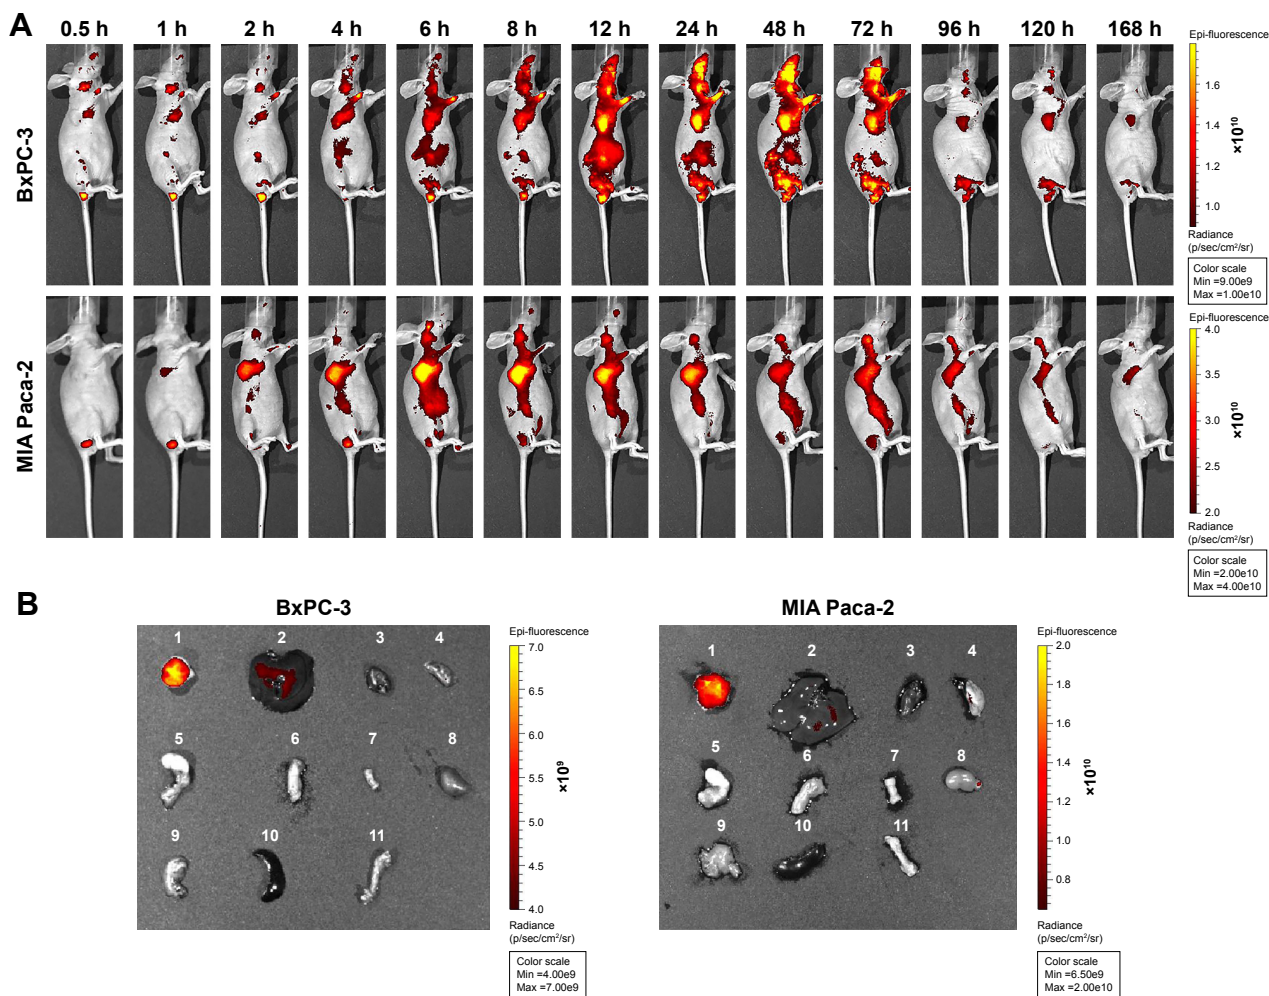 A
0.5 h 1 h 2 h 4 h 6 h 8 h 12 h 24 h 48 h 72 h 96 h 120 h 168 h
BxPC-3
Epi-fluorescence
1.6
1.4
1.2
1.0
×10¹⁰
Radiance
(p/sec/cm²/sr)
Color scale
Min =9.00e9
Max =1.00e10
MIA Paca-2
Epi-fluorescence
4.0
3.5
3.0
2.5
2.0
×10¹⁰
Radiance
(p/sec/cm²/sr)
Color scale
Min =2.00e10
Max =4.00e10
B
BxPC-3
1 2 3 4
5 6 7 8
9 10 11
Epi-fluorescence
7.0
6.5
6.0
5.5
5.0
4.5
4.0
×10⁹
Radiance
(p/sec/cm²/sr)
Color scale
Min =4.00e9
Max =7.00e9
MIA Paca-2
1 2 3 4
5 6 7 8
9 10 11
Epi-fluorescence
2.0
1.8
1.6
1.4
1.2
1.0
0.8
×10¹⁰
Radiance
(p/sec/cm²/sr)
Color scale
Min =6.50e9
Max =2.00e10